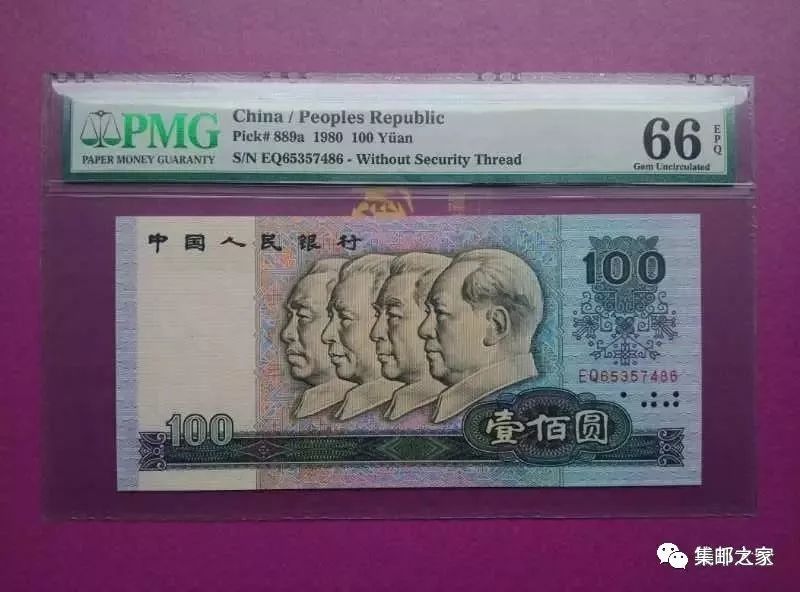 PMG
PAPER MONEY GUARANTY
China / Peoples Republic
Pick# 889a 1980 100 Yüan
S/N EQ65357486 - Without Security Thread
66
EPQ
Gem Uncirculated
中国人民银行
100
EQ65357486
100
壹佰圆
集邮之家